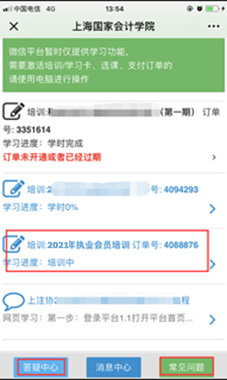 中国电信 4G
13:54
上海国家会计学院
微信平台暂时仅提供学习功能，
需要激活培训/学习卡、选课、支付订单的
请使用电脑进行操作
培训: （第一期） 订单
号: 3351614
学习进度：学时完成
订单未开通或者已经过期
培训:2 号: 4094293
学习进度：学时0%
培训:2021年执业会员培训 订单号: 4088876
学习进度：培训中
上注协2 程
网页学习：第一步：登录平台1.1打开平台首页...
答疑中心
消息中心
常见问题